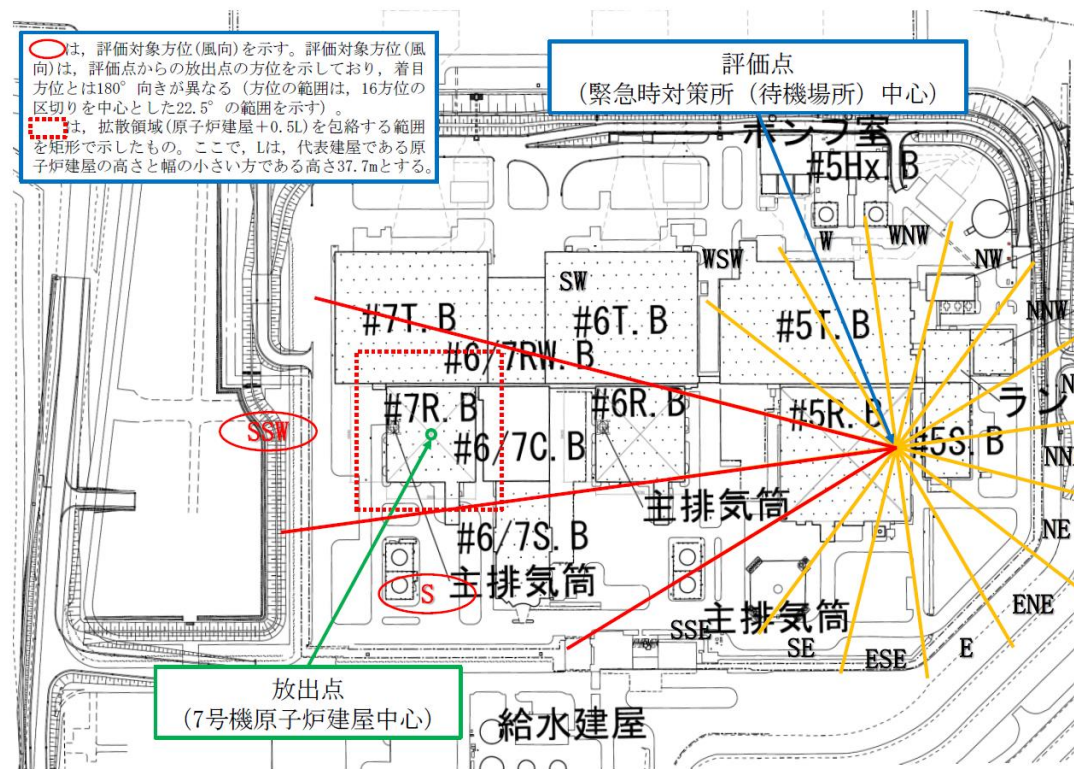 は，評価対象方位(風向)を示す。評価対象方位(風
向)は，評価点からの放出点の方位を示しており，着目
方位とは180°向きが異なる（方位の範囲は，16方位の
区切りを中心とした22.5°の範囲を示す）。
は，拡散領域(原子炉建屋＋0.5L)を包絡する範囲
を矩形で示したもの。ここで，Lは，代表建屋である原
子炉建屋の高さと幅の小さい方である高さ37.7mとする。
評価点
（緊急時対策所（待機場所）中心）
ポンプ室
#5Hx.B
W
WNW
WSW
NW
SW
NNW
#7T.B
#6T.B
#5T.B
#6/7RW.B
N
ラン
#7R.B
#6R.B
#5R.B
SSW
#6/7C.B
#5S.B
NN
主排気筒
NE
#6/7S.B
主排気筒
S
ENE
主排気筒
SSE
SE
E
ESE
放出点
（7号機原子炉建屋中心）
給水建屋